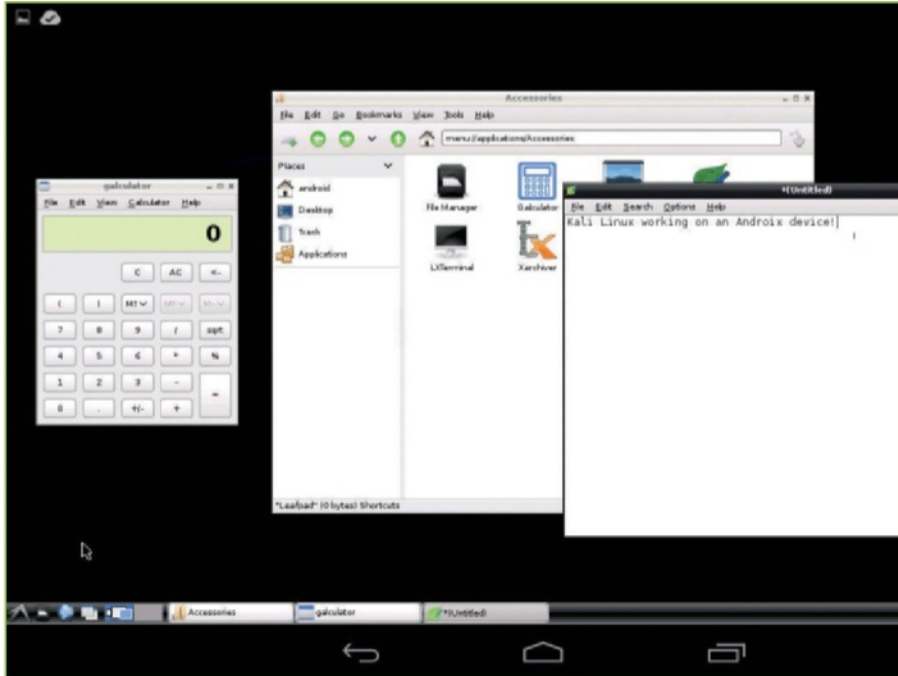 Accessories
File Edit Go Bookmarks View Tools Help
menu://applications/Accessories
Places
android
Desktop
Trash
Applications
File Manager
Galculator
LXTerminal
Xarchiver
"Leafpad" (0 bytes) Shortcuts
galculator
File Edit View Calculator Help
0
C AC <-
( )
7 8 9 / sqrt
4 5 6 * %
1 2 3 - =
0 . +/- +
*(Untitled)
File Edit Search Options Help
Kali Linux working on an Androix device!
Accessories
galculator
*(Untitled)